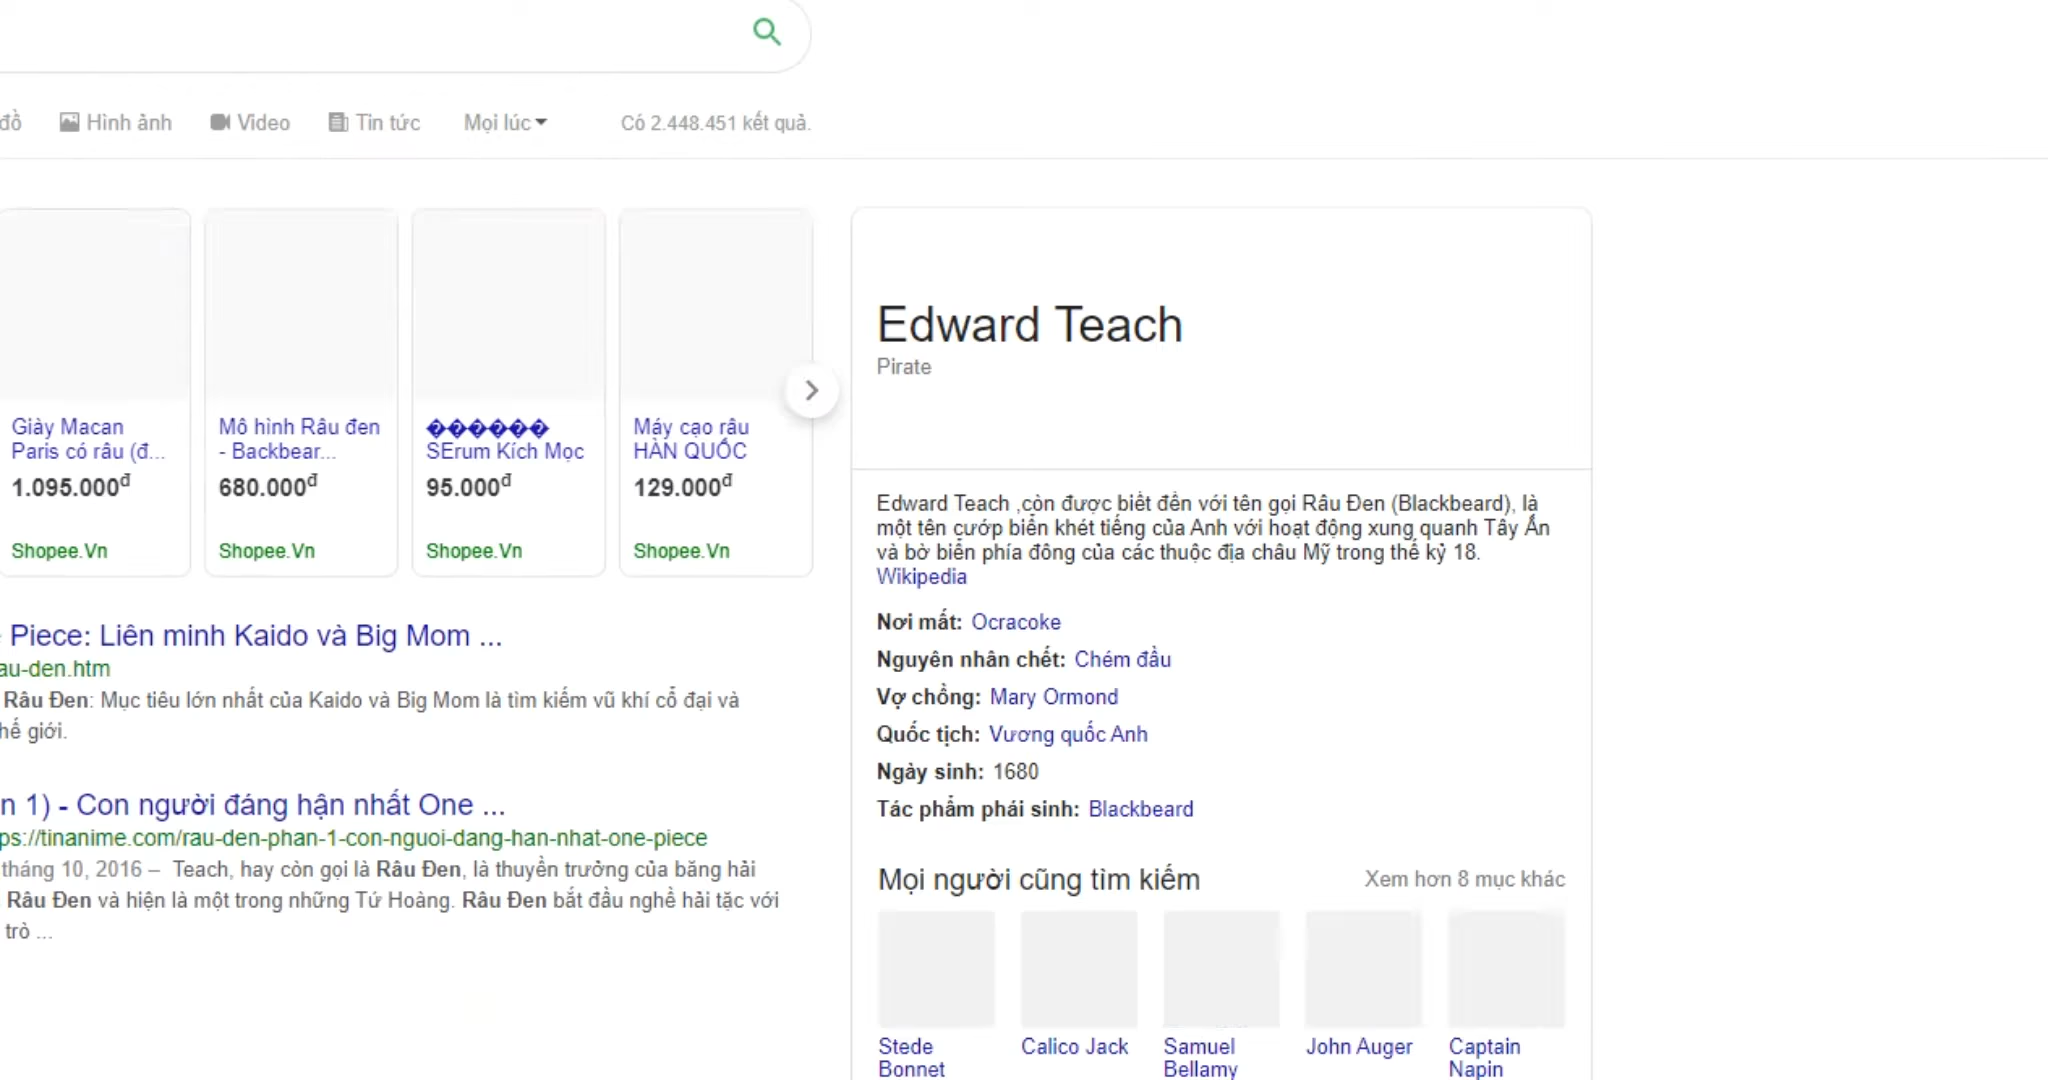 đồ Hình ảnh Video Tin tức Mọi lúc Có 2.448.451 kết quả.
Giày Macan
Paris có râu (đ...
1.095.000đ
Shopee.Vn
Mô hình Râu đen
- Backbear...
680.000đ
Shopee.Vn
������
SErum Kích Mọc
95.000đ
Shopee.Vn
Máy cạo râu
HÀN QUỐC
129.000đ
Shopee.Vn
Piece: Liên minh Kaido và Big Mom ...
au-den.htm
Râu Đen: Mục tiêu lớn nhất của Kaido và Big Mom là tìm kiếm vũ khí cổ đại và
hế giới.
n 1) - Con người đáng hận nhất One ...
ps://tinanime.com/rau-den-phan-1-con-nguoi-dang-han-nhat-one-piece
tháng 10, 2016 – Teach, hay còn gọi là Râu Đen, là thuyền trưởng của băng hải
Râu Đen và hiện là một trong những Tứ Hoàng. Râu Đen bắt đầu nghề hải tặc với
trò ...
Edward Teach
Pirate
Edward Teach ,còn được biết đến với tên gọi Râu Đen (Blackbeard), là
một tên cướp biển khét tiếng của Anh với hoạt động xung quanh Tây Ấn
và bờ biển phía đông của các thuộc địa châu Mỹ trong thế kỷ 18.
Wikipedia
Nơi mất: Ocracoke
Nguyên nhân chết: Chém đầu
Vợ chồng: Mary Ormond
Quốc tịch: Vương quốc Anh
Ngày sinh: 1680
Tác phẩm phái sinh: Blackbeard
Mọi người cũng tìm kiếm Xem hơn 8 mục khác
Stede
Bonnet
Calico Jack
Samuel
Bellamy
John Auger
Captain
Napin